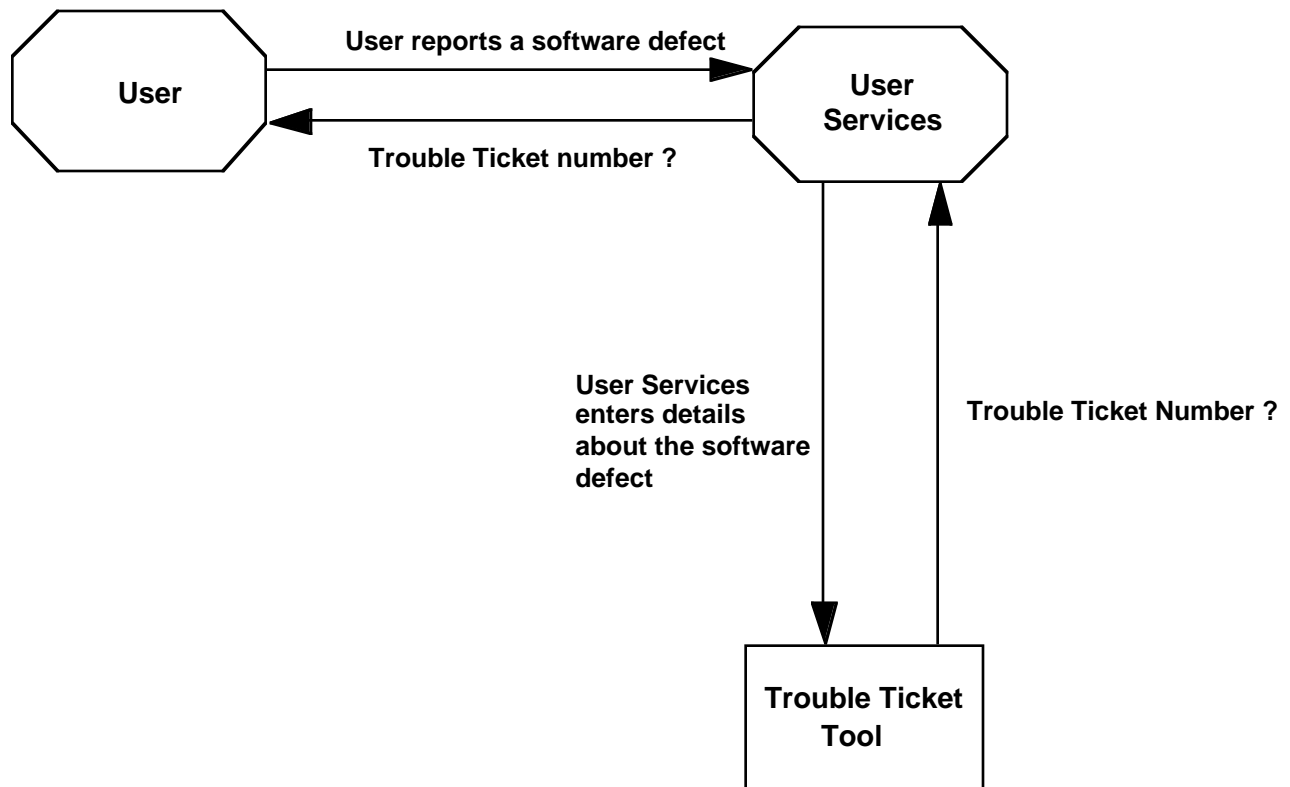 User reports a software defect
User
User
Services
Trouble Ticket number ?
User Services
enters details
about the software
defect
Trouble Ticket Number ?
Trouble Ticket
Tool